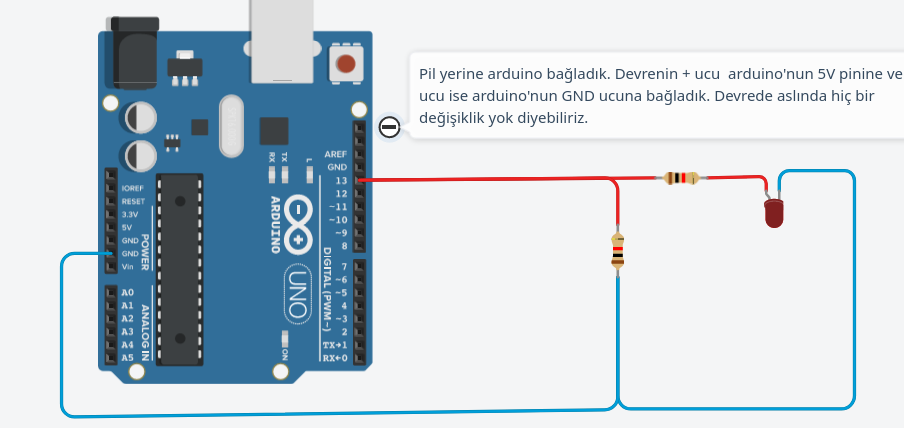 Pil yerine arduino bağladık. Devrenin + ucu arduino'nun 5V pinine ve
ucu ise arduino'nun GND ucuna bağladık. Devrede aslında hiç bir
değişiklik yok diyebiliriz.
AREF
GND
13
12
~11
~10
~9
8
7
~6
~5
4
~3
2
TX→1
RX←0
RX
TX
L
ARDUINO
UNO
DIGITAL (PWM~)
ON
IOREF
RESET
3.3V
5V
GND
GND
Vin
POWER
A0
A1
A2
A3
A4
A5
ANALOG IN